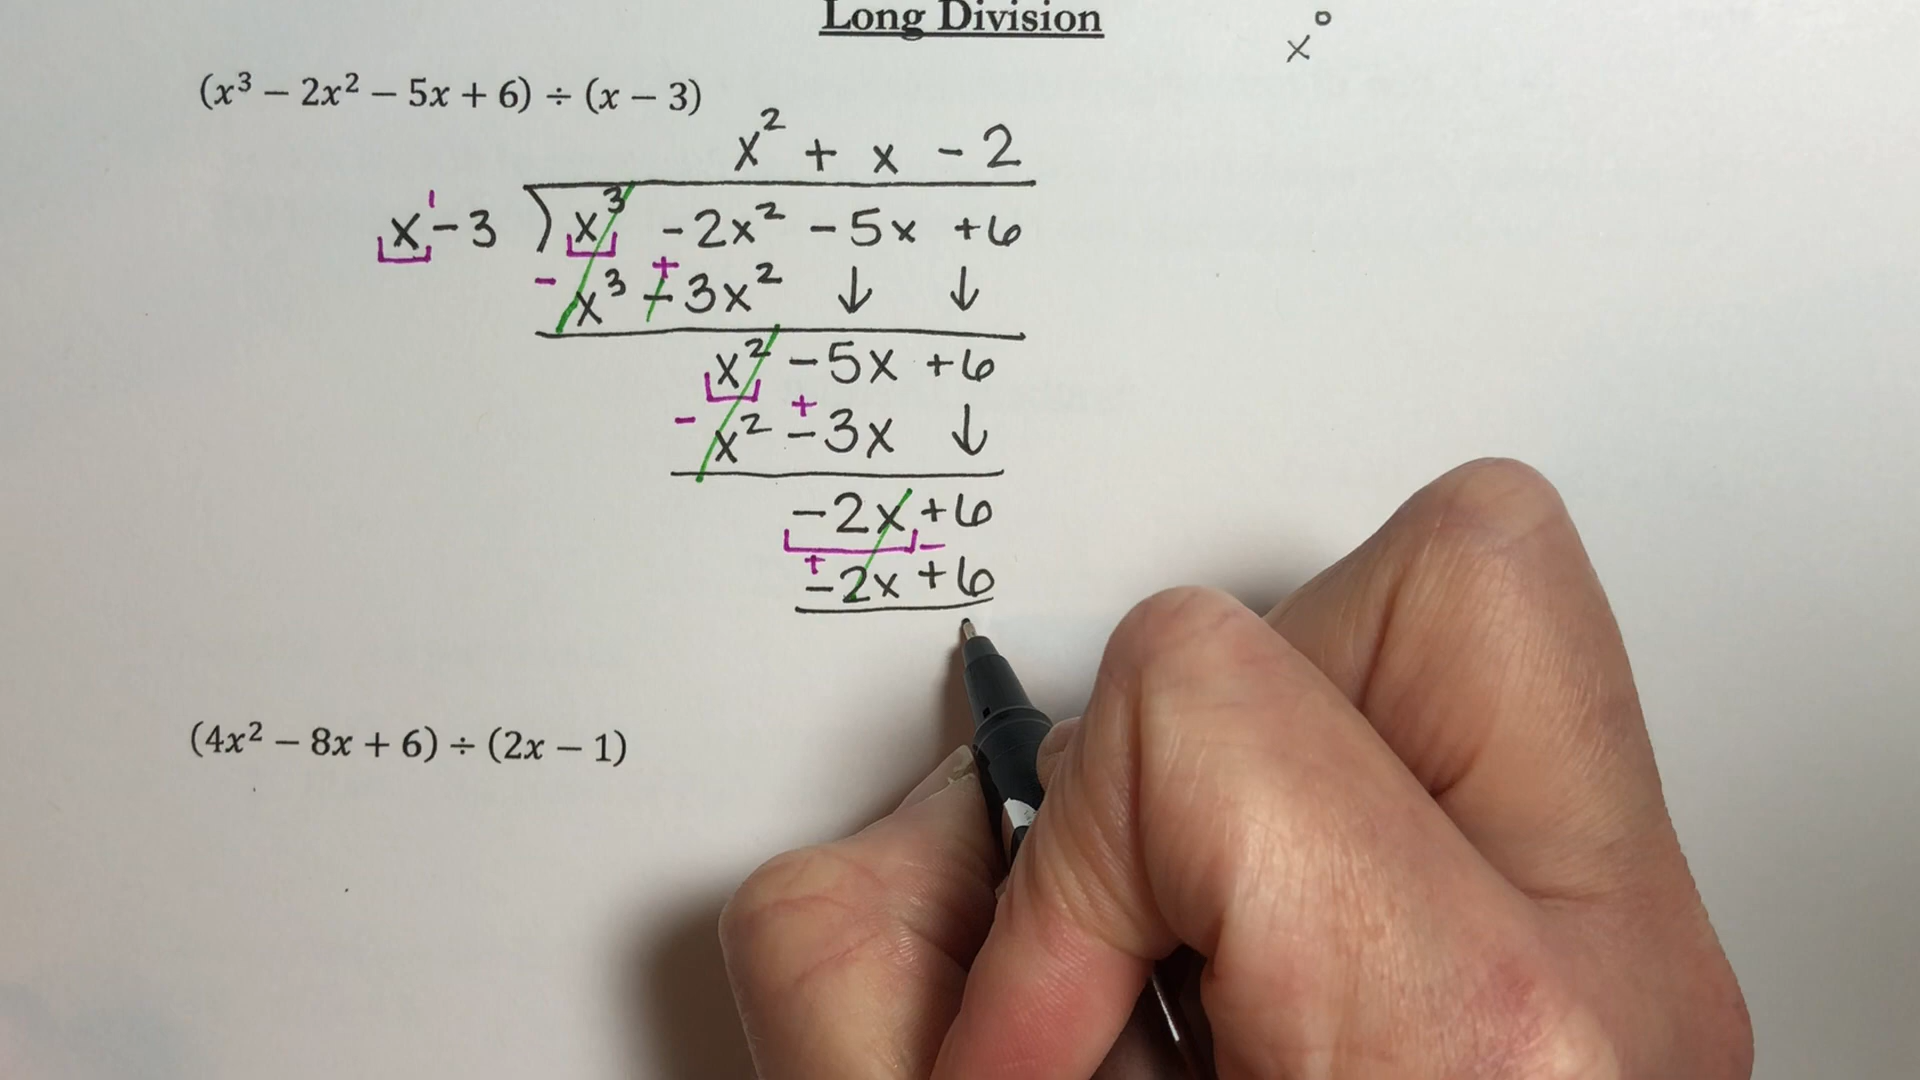 Long Division
x°
(x³ − 2x² − 5x + 6) ÷ (x − 3)
x² + x - 2
x¹ - 3 ) x³ - 2x² - 5x + 6
- x³ + - 3x² ↓ ↓
x² - 5x + 6
- x² + - 3x ↓
-2x + 6
+ -
-2x + 6
(4x² − 8x + 6) ÷ (2x − 1)